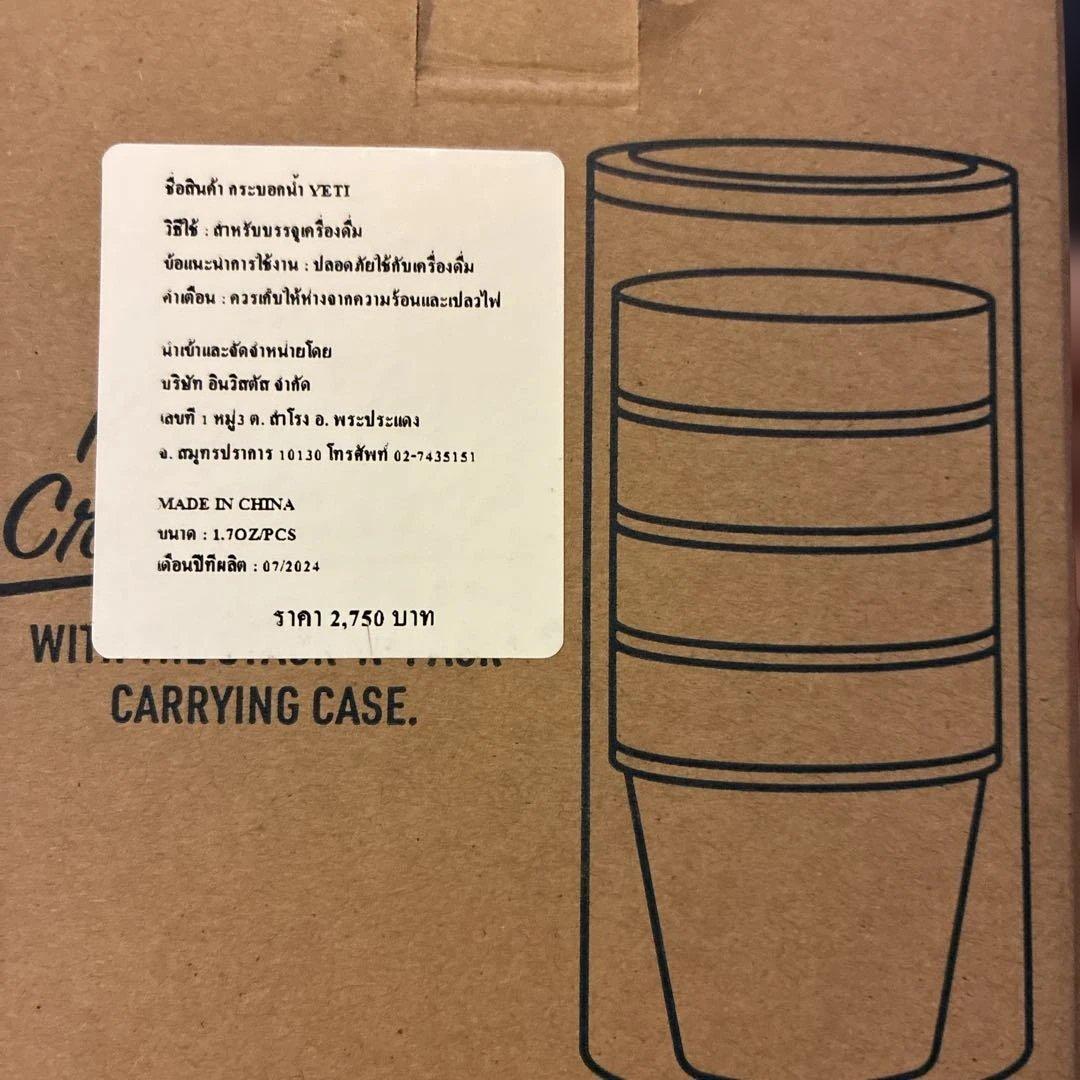 ชื่อสินค้า กระบอกน้ำ YETI
วิธีใช้ : สำหรับบรรจุเครื่องดื่ม
ข้อแนะนำการใช้งาน : ปลอดภัยใช้กับเครื่องดื่ม
คำเตือน : ควรเก็บให้ห่างจากความร้อนและเปลวไฟ
นำเข้าและจัดจำหน่ายโดย
บริษัท อินวิสตัส จำกัด
เลขที่ 1 หมู่3 ต. สำโรง อ. พระประแดง
จ. สมุทรปราการ 10130 โทรศัพท์ 02-7435151
MADE IN CHINA
ขนาด : 1.7OZ/PCS
เดือนปีที่ผลิต : 07/2024
ราคา 2,750 บาท
CARRYING CASE.